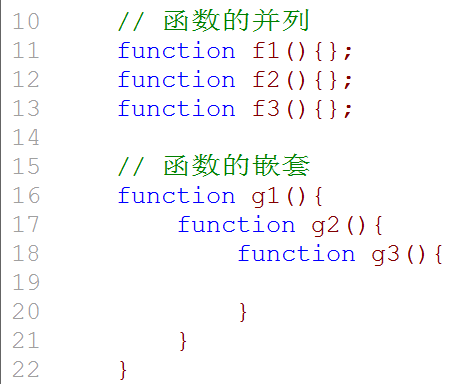 10 // 函数的并列
11 function f1(){};
12 function f2(){};
13 function f3(){};
14
15 // 函数的嵌套
16 function g1(){
17 function g2(){
18 function g3(){
19
20 }
21 }
22 }